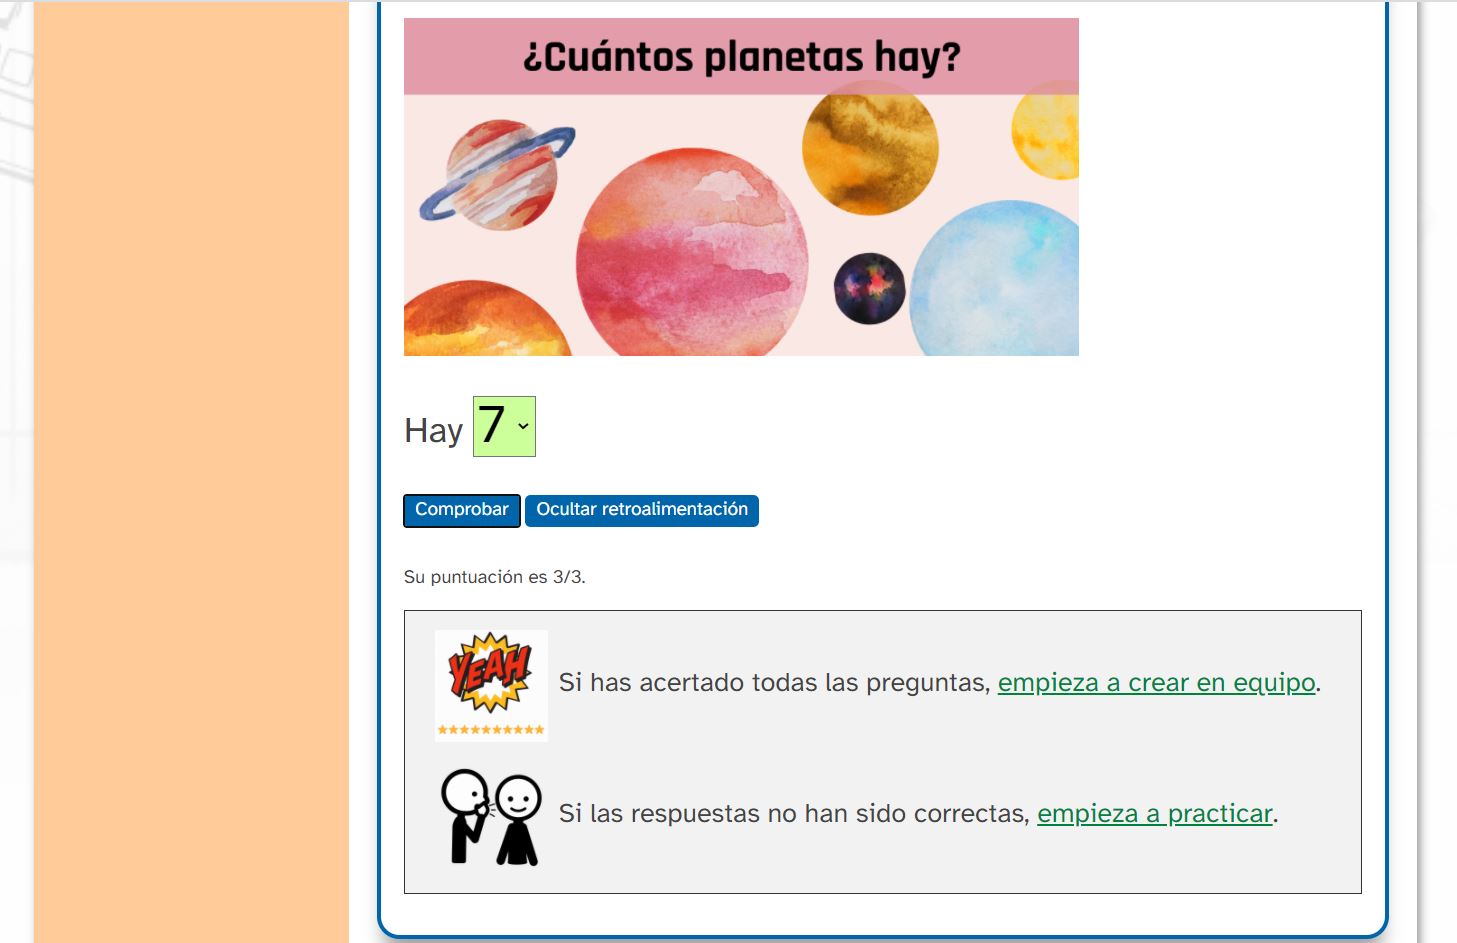 ¿Cuántos planetas hay?
Hay 7
Comprobar Ocultar retroalimentación
Su puntuación es 3/3.
YEAH
Si has acertado todas las preguntas, empieza a crear en equipo.
Si las respuestas no han sido correctas, empieza a practicar.